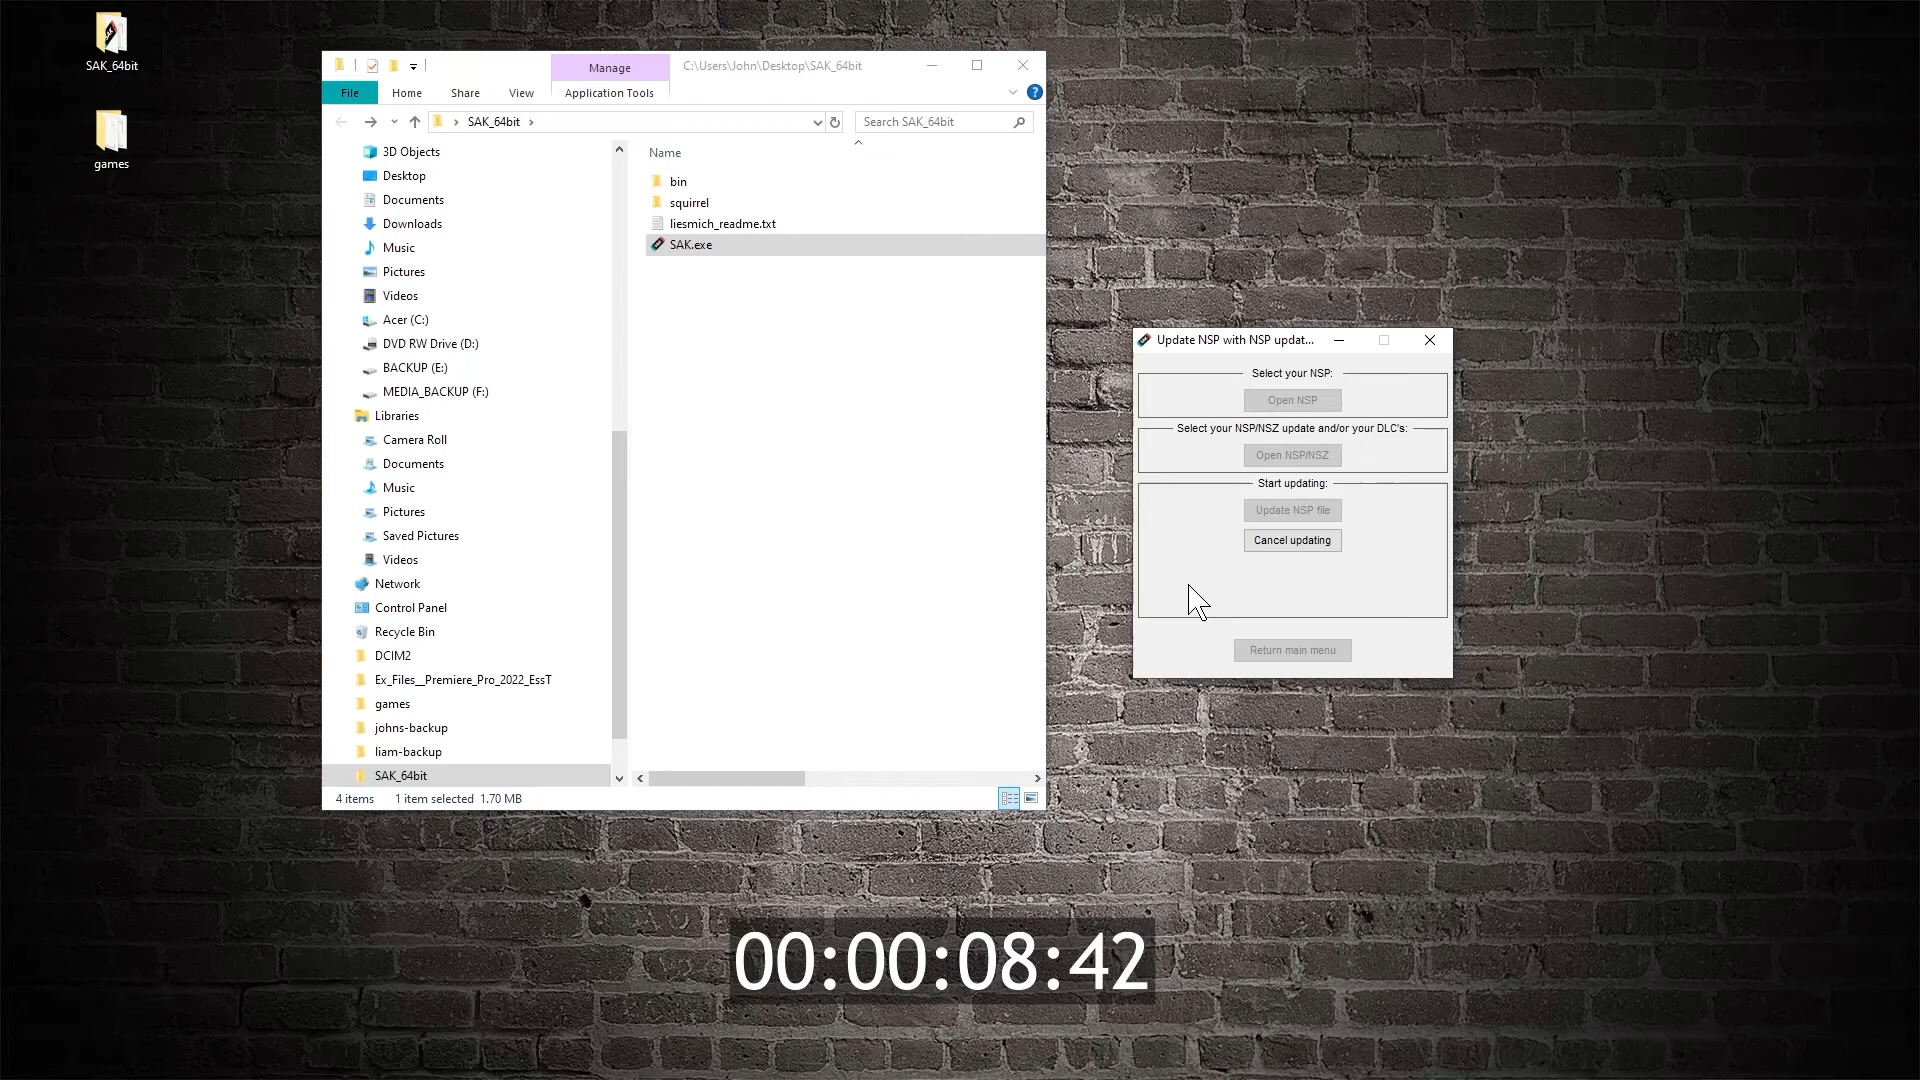 SAK_64bit
games
Manage
C:\Users\John\Desktop\SAK_64bit
File
Home
Share
View
Application Tools
SAK_64bit
Search SAK_64bit
3D Objects
Desktop
Documents
Downloads
Music
Pictures
Videos
Acer (C:)
DVD RW Drive (D:)
BACKUP (E:)
MEDIA_BACKUP (F:)
Libraries
Camera Roll
Documents
Music
Pictures
Saved Pictures
Videos
Network
Control Panel
Recycle Bin
DCIM2
Ex_Files__Premiere_Pro_2022_EssT
games
johns-backup
liam-backup
SAK_64bit
Name
bin
squirrel
liesmich_readme.txt
SAK.exe
4 items
1 item selected 1.70 MB
Update NSP with NSP updat...
Select your NSP:
Open NSP
Select your NSP/NSZ update and/or your DLC's:
Open NSP/NSZ
Start updating:
Update NSP file
Cancel updating
Return main menu
00:00:08:42